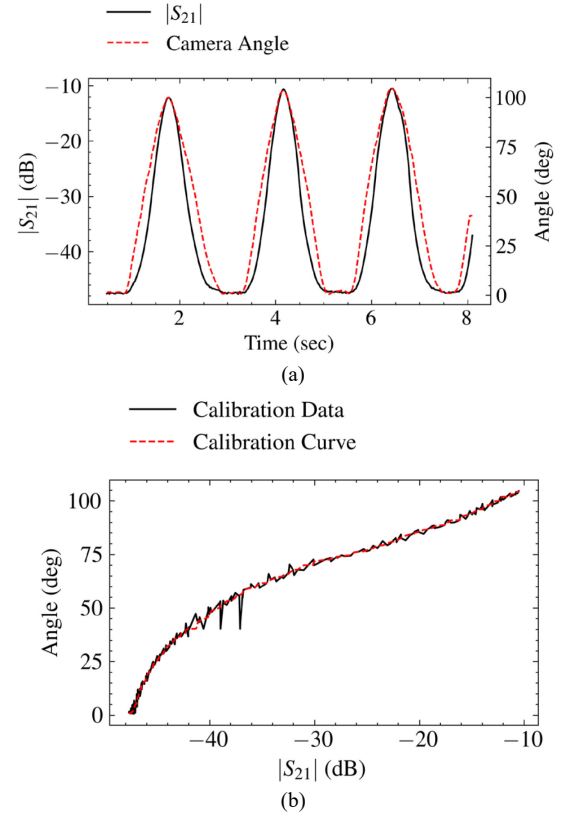 |S21|
Camera Angle
−10
−20
−30
−40
|S21| (dB)
100
75
50
25
0
Angle (deg)
2 4 6 8
Time (sec)
(a)
Calibration Data
Calibration Curve
100
75
50
25
0
Angle (deg)
−40 −30 −20 −10
|S21| (dB)
(b)